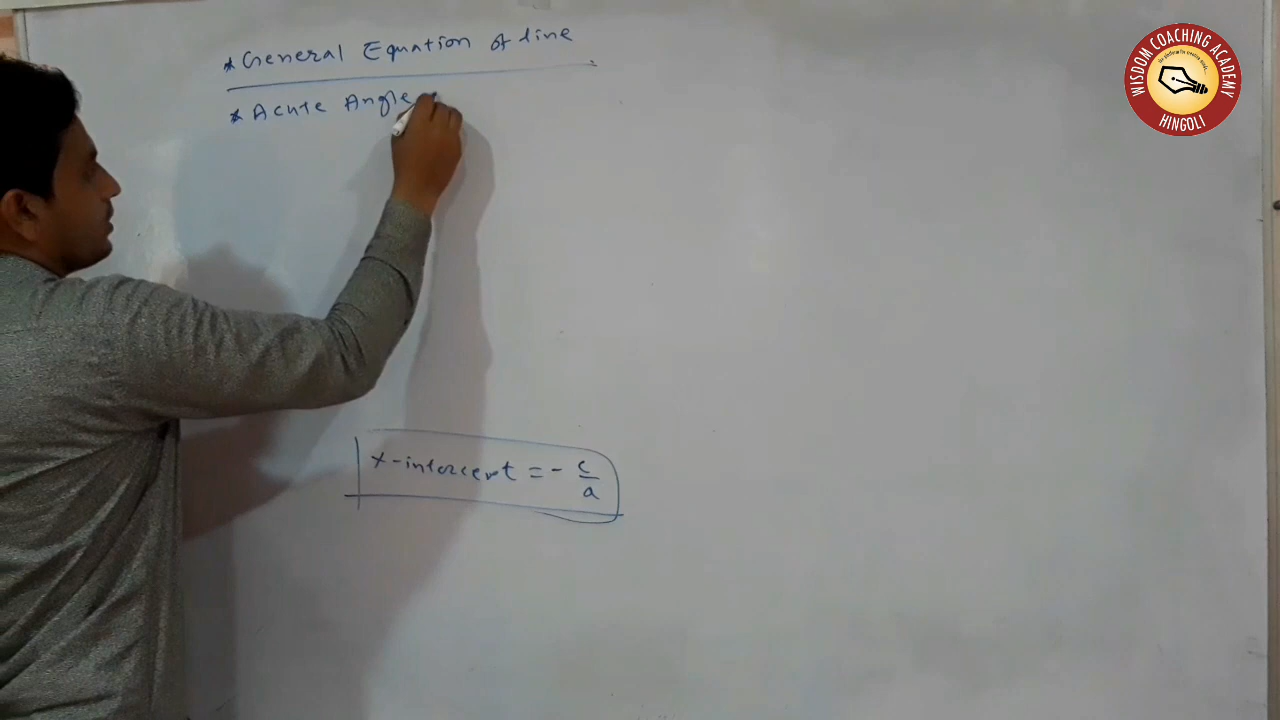 * General Equation of line
* Acute Angle
x-intercept = - c/a
WISDOM COACHING ACADEMY
HINGOLI